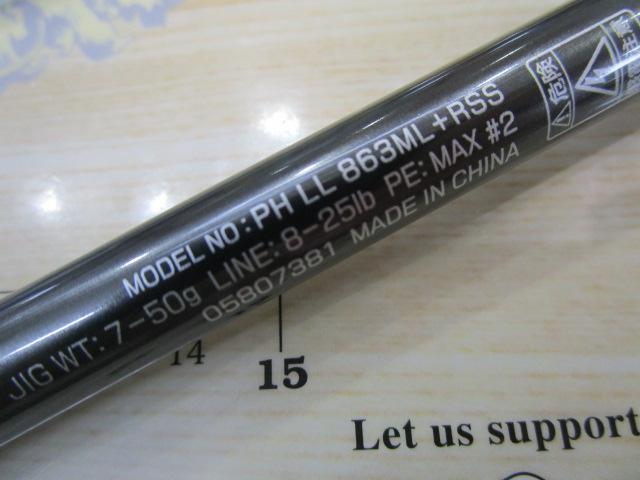 MODEL NO: PH LL 863ML+RSS
JIG WT: 7-50g LINE: 8-25lb PE: MAX #2
05807381 MADE IN CHINA
危険
14
15
Let us support